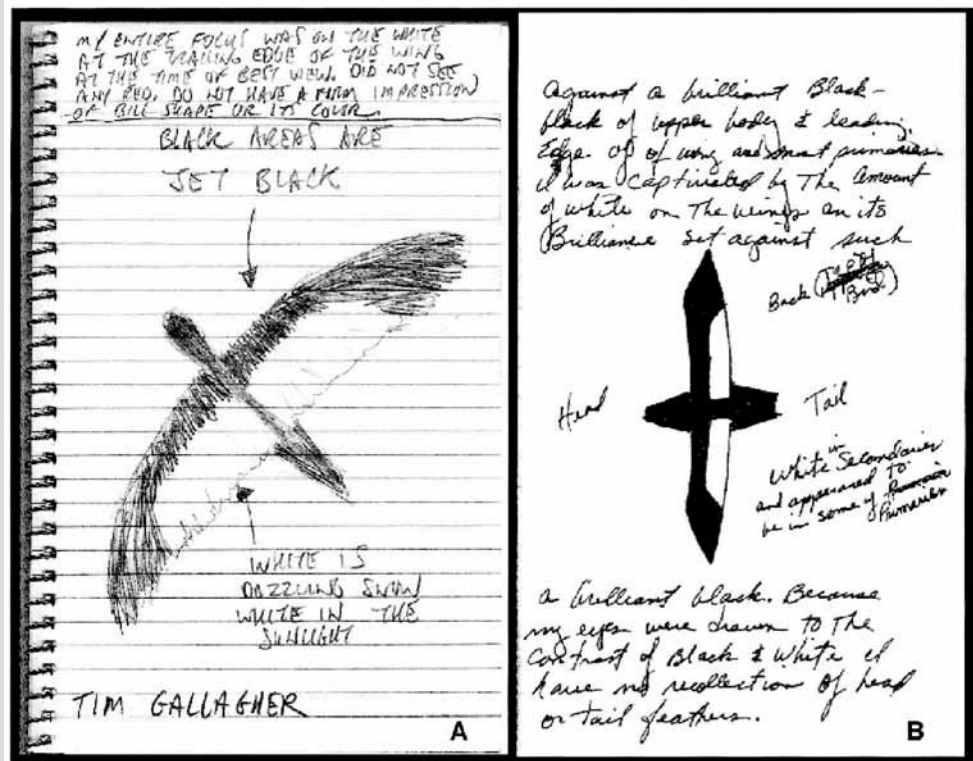 MY ENTIRE FOCUS WAS ON THE WHITE
AT THE TRAILING EDGE OF THE WING
AT THE TIME OF BEST VIEW. DID NOT SEE
ANY RED. DO NOT HAVE A FIRM IMPRESSION
OF BILL SHAPE OR ITS COLOR.
BLACK AREAS ARE
JET BLACK
WHITE IS
DAZZLING SNOW
WHITE IN THE
SUNLIGHT
TIM GALLAGHER
A
Against a brilliant Black-
black of upper body & leading
Edge of of wing and most primaries
I was captivated by The Amount
of white on The wings on its
Brilliance set against such
Back
Bird)
Head
Tail
in
White Secondaries
and appeared to
be in some of
Primaries
a brilliant black. Because
my eyes were drawn to The
Contrast of Black & White I
have no recollection of head
or tail feathers.
B